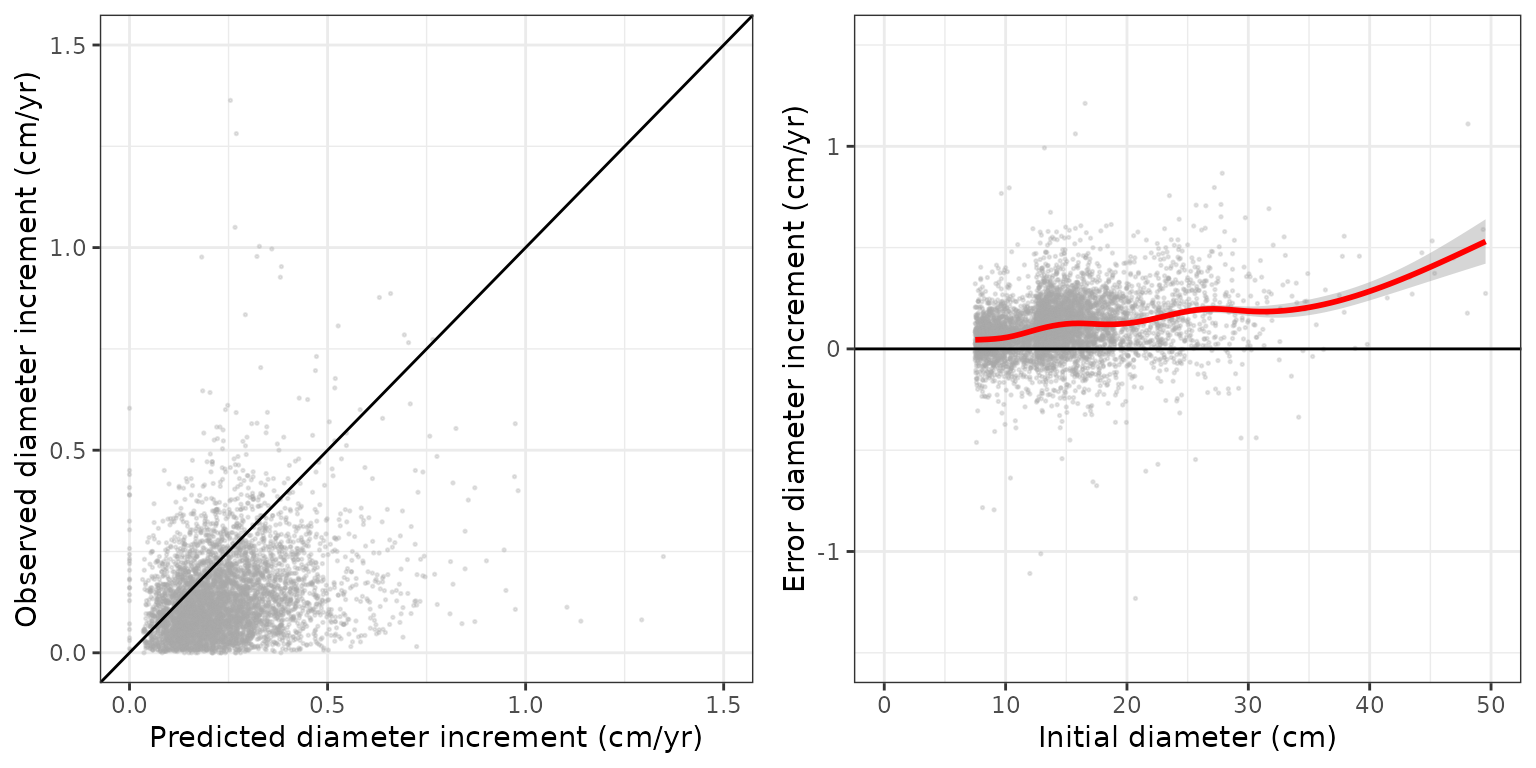 Observed diameter increment (cm/yr)
1.5
1.0
0.5
0.0
0.0 0.5 1.0 1.5
Predicted diameter increment (cm/yr)
Error diameter increment (cm/yr)
1
0
-1
0 10 20 30 40 50
Initial diameter (cm)